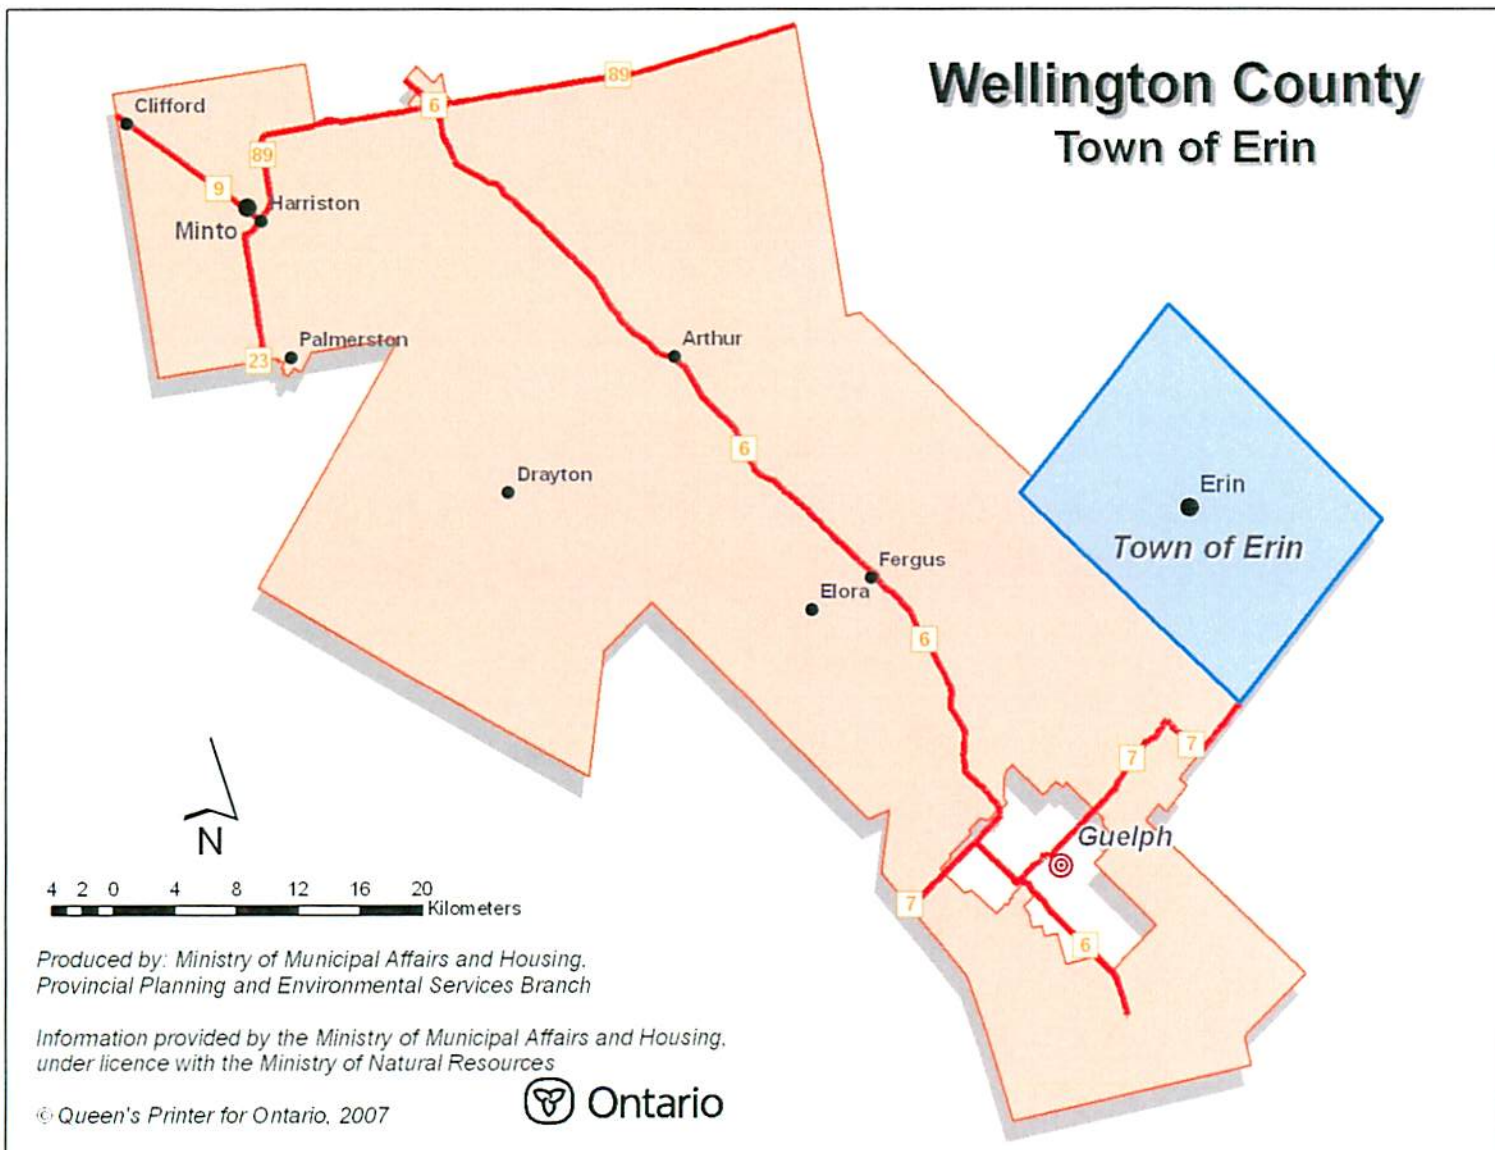 Wellington County
Town of Erin
89
6
Clifford
89
9
Harriston
Minto
Palmerston
23
Arthur
6
Drayton
Erin
Town of Erin
Fergus
Elora
6
7
7
Guelph
7
6
N
4 2 0 4 8 12 16 20
Kilometers
Produced by: Ministry of Municipal Affairs and Housing,
Provincial Planning and Environmental Services Branch
Information provided by the Ministry of Municipal Affairs and Housing,
under licence with the Ministry of Natural Resources
© Queen's Printer for Ontario, 2007
Ontario